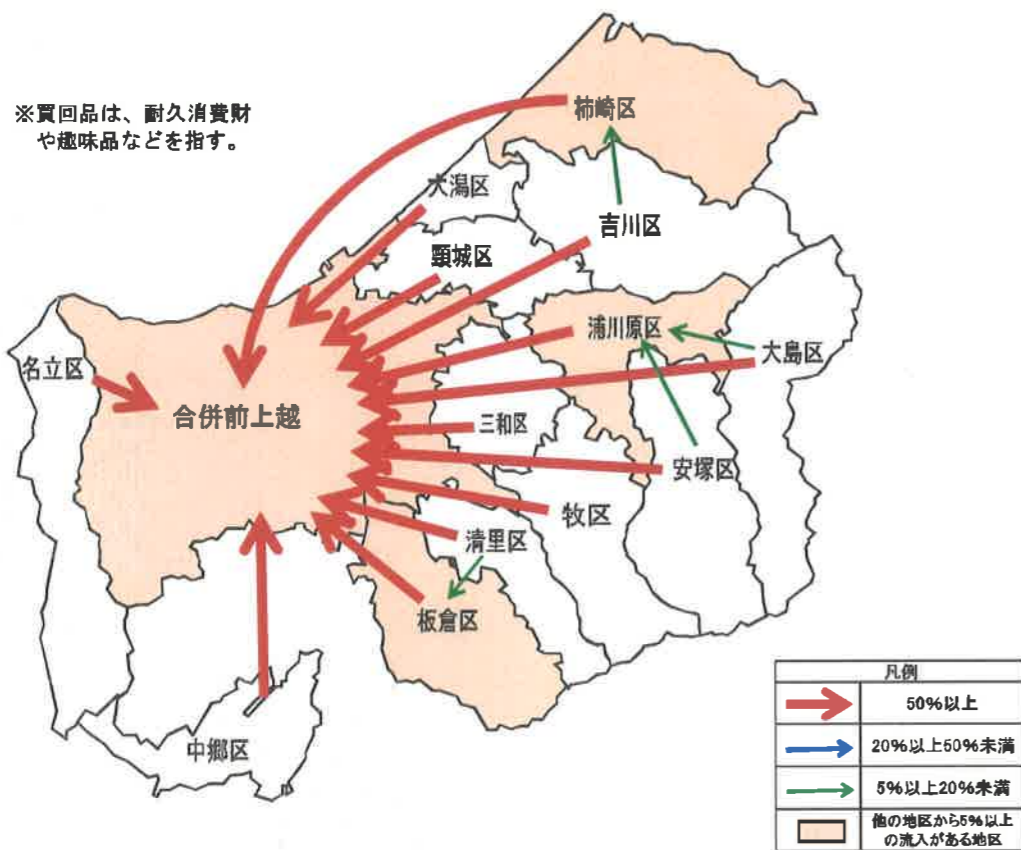 ※買回品は、耐久消費財
や趣味品などを指す。
柿崎区
大潟区
吉川区
頸城区
浦川原区
大島区
名立区
合併前上越
三和区
安塚区
牧区
清里区
板倉区
中郷区
凡例
50%以上
20%以上50%未満
5%以上20%未満
他の地区から5%以上
の流入がある地区